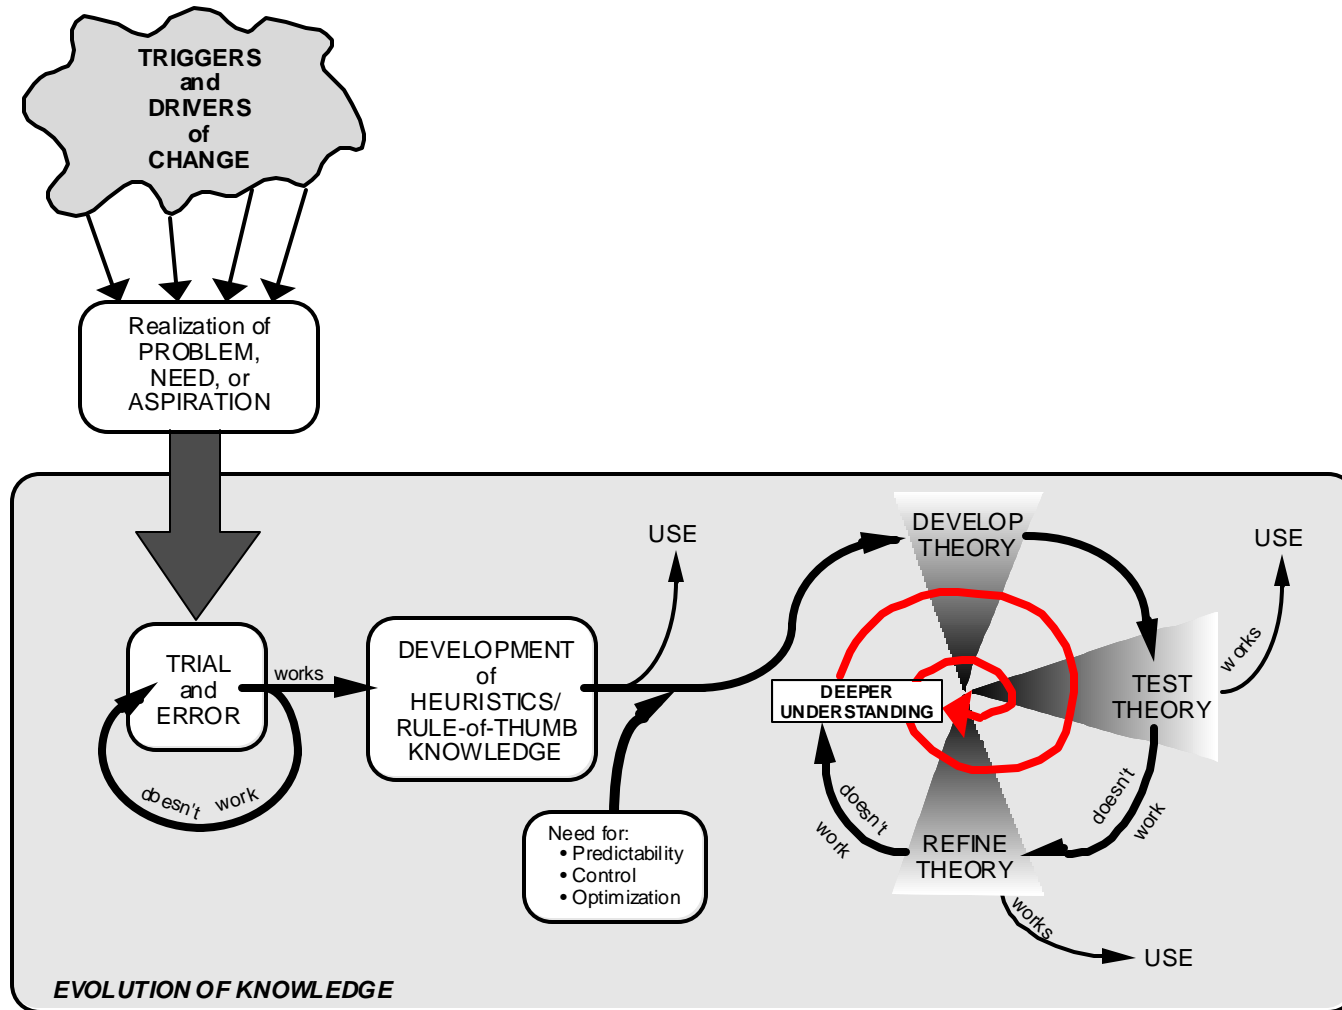 TRIGGERS
and
DRIVERS
of
CHANGE
Realization of
PROBLEM,
NEED, or
ASPIRATION
USE
DEVELOP
THEORY
USE
TRIAL
and
ERROR
works
DEVELOPMENT
of
HEURISTICS/
RULE-of-THUMB
KNOWLEDGE
works
TEST
THEORY
DEEPER
UNDERSTANDING
doesn't work
Need for:
• Predictability
• Control
• Optimization
doesn't
work
doesn't
work
REFINE
THEORY
works
USE
EVOLUTION OF KNOWLEDGE